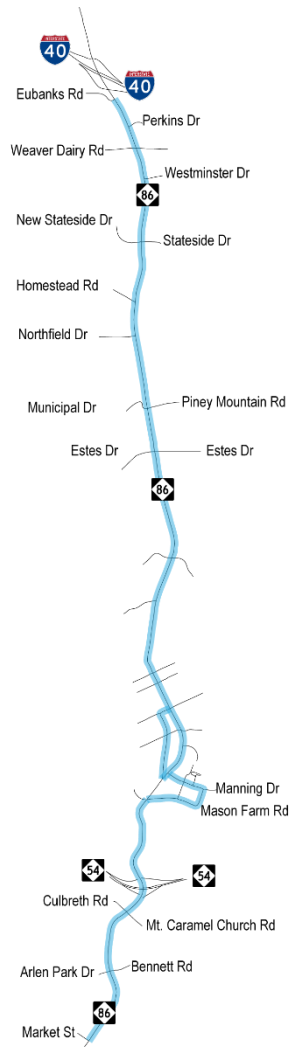 INTERSTATE
40
INTERSTATE
40
Eubanks Rd
Perkins Dr
Weaver Dairy Rd
Westminster Dr
86
New Stateside Dr
Stateside Dr
Homestead Rd
Northfield Dr
Municipal Dr
Piney Mountain Rd
Estes Dr
Estes Dr
86
Manning Dr
Mason Farm Rd
54
54
Culbreth Rd
Mt. Caramel Church Rd
Bennett Rd
Arlen Park Dr
86
Market St